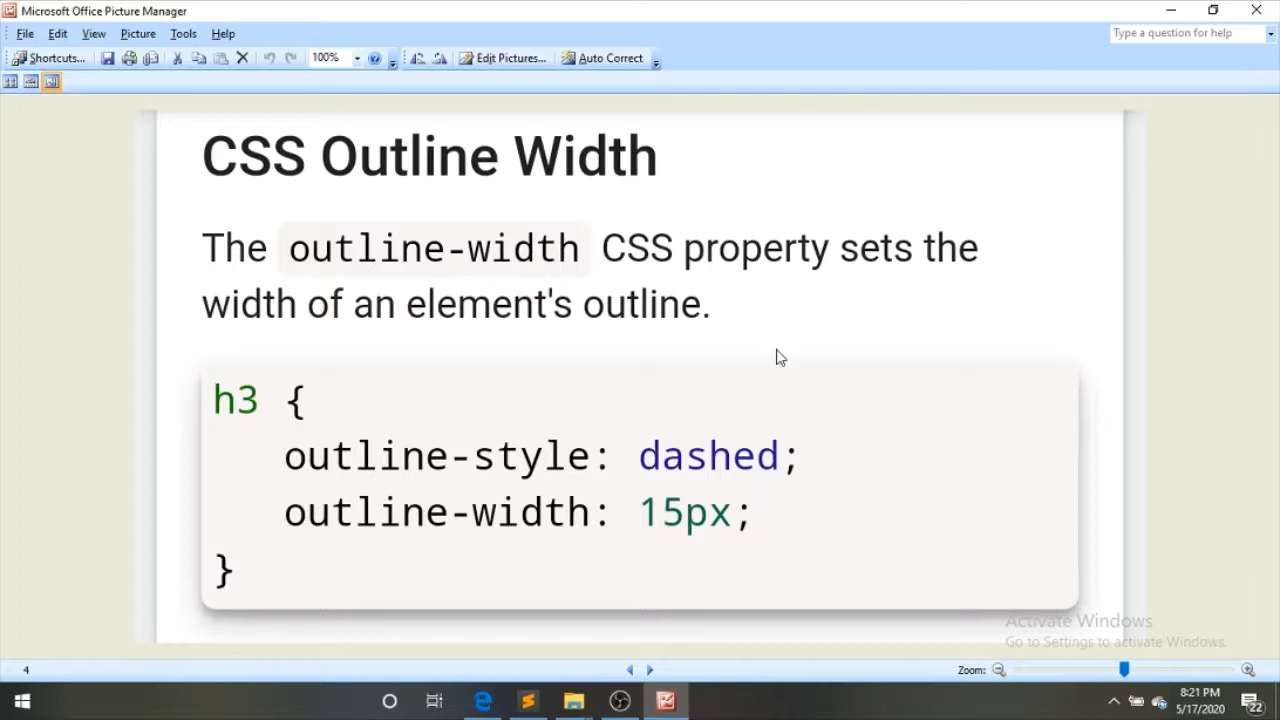 Microsoft Office Picture Manager
File Edit View Picture Tools Help
Type a question for help
Shortcuts... 100% Edit Pictures... Auto Correct
CSS Outline Width
The outline-width CSS property sets the
width of an element's outline.
h3 {
outline-style: dashed;
outline-width: 15px;
}
Activate Windows
Go to Settings to activate Windows.
4 Zoom:
8:21 PM
5/17/2020
22